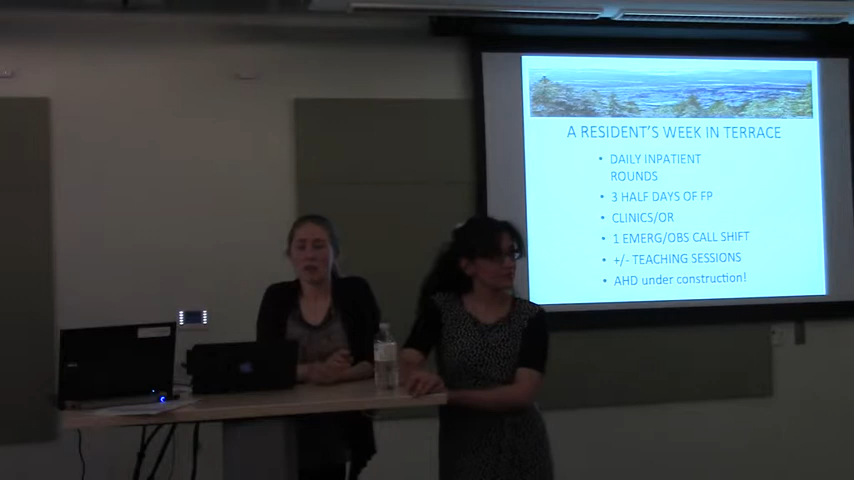 A RESIDENT'S WEEK IN TERRACE
• DAILY INPATIENT
ROUNDS
• 3 HALF DAYS OF FP
• CLINICS/OR
• 1 EMERG/OBS CALL SHIFT
• +/- TEACHING SESSIONS
• AHD under construction!